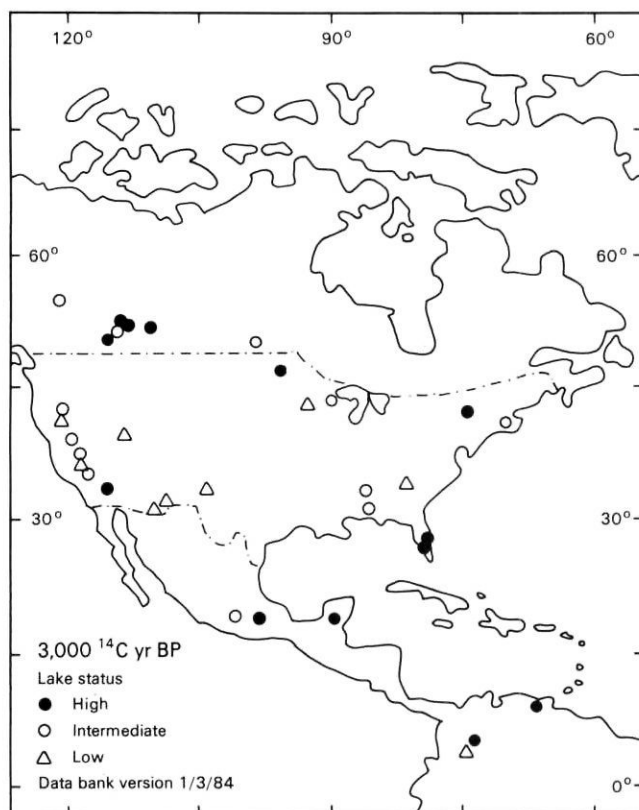 120° 90° 60°
60° 60°
30° 30°
3,000 ¹⁴C yr BP
Lake status
High
Intermediate
Low
Data bank version 1/3/84
0°